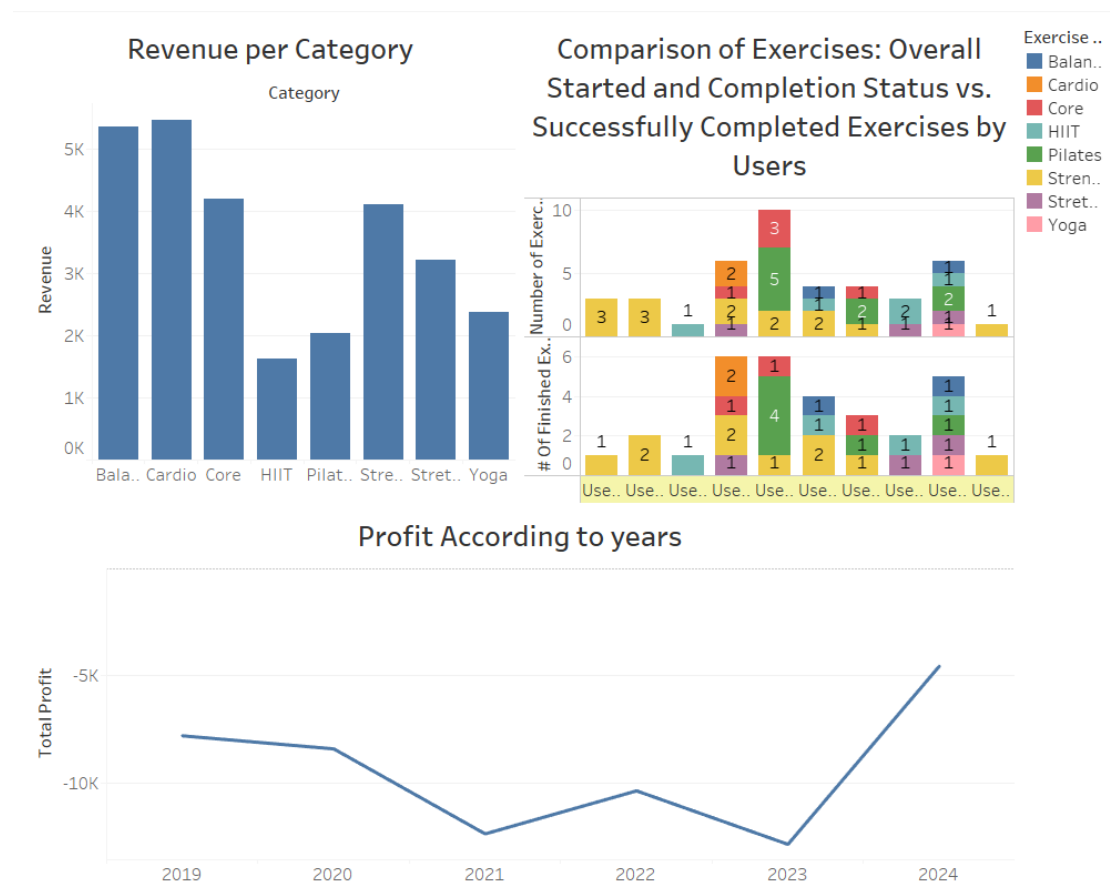 Revenue per Category
Category
Revenue
5K
4K
3K
2K
1K
0K
Bala.. Cardio Core HIIT Pilat.. Stre.. Stret.. Yoga
Comparison of Exercises: Overall
Started and Completion Status vs.
Successfully Completed Exercises by
Users
Number of Exerc..
10
5
0
3 3 1
2 1 2 1
3 5 2
1 1 2
1 2 1
2 1
1 1 2 1 1
1
# Of Finished Ex..
6
4
2
0
1 2 1
2 1 2 1
1 4 1
1 1 2
1 1 1
1 1
1 1 1 1 1
1
Use.. Use.. Use.. Use.. Use.. Use.. Use.. Use.. Use.. Use..
Exercise ..
Balan..
Cardio
Core
HIIT
Pilates
Stren..
Stret..
Yoga
Profit According to years
Total Profit
-5K
-10K
2019 2020 2021 2022 2023 2024